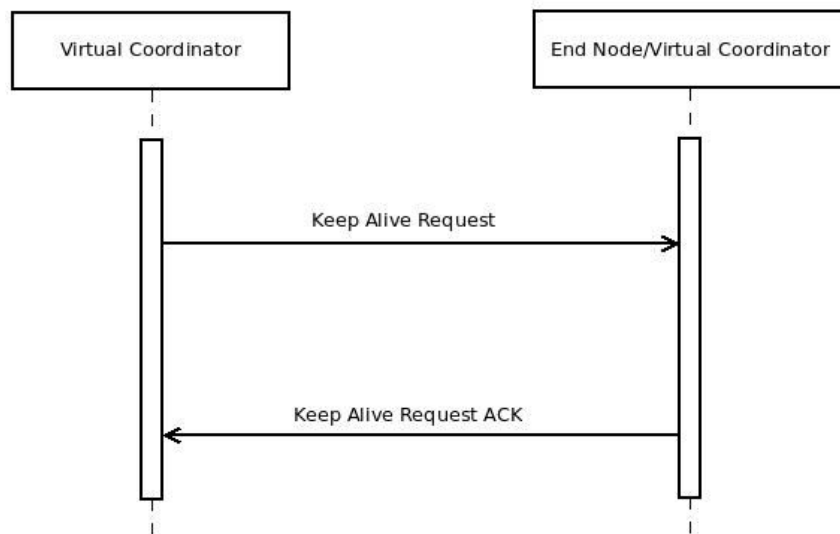 Virtual Coordinator
End Node/Virtual Coordinator
Keep Alive Request
Keep Alive Request ACK